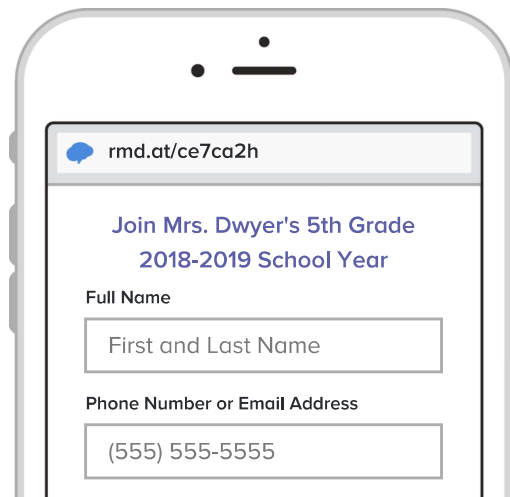 rmd.at/ce7ca2h
Join Mrs. Dwyer's 5th Grade
2018-2019 School Year
Full Name
First and Last Name
Phone Number or Email Address
(555) 555-5555